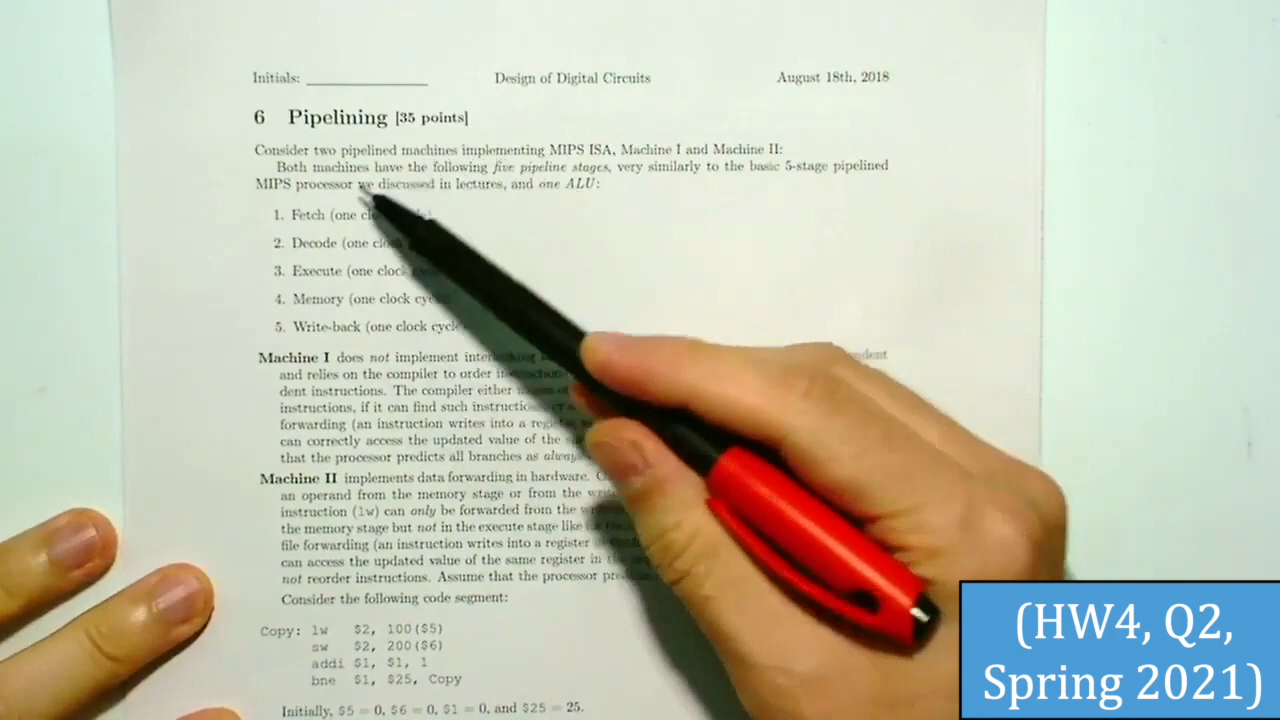 Initials:
Design of Digital Circuits
August 18th, 2018
6 Pipelining [35 points]
Consider two pipelined machines implementing MIPS ISA, Machine I and Machine II:
Both machines have the following five pipeline stages, very similarly to the basic 5-stage pipelined
MIPS processor we discussed in lectures, and one ALU:
1. Fetch (one
2. Decode (one
3. Execute (one clock
4. Memory (one clock
5. Write-back (one clock cycle
Machine I does not implement
and relies on the compiler to order
dent instructions. The compiler either
instructions, if it can find such
forwarding (an instruction writes into a
can correctly access the updated value of the
that the processor predicts all branches as
Machine II implements data forwarding in hardware.
an operand from the memory stage or from the
instruction (lw) can only be forwarded from the
the memory stage but not in the execute stage like
file forwarding (an instruction writes into a register
can access the updated value of the same register in
not reorder instructions. Assume that the processor
Consider the following code segment:
Copy: lw $2, 100($5)
sw $2, 200($6)
addi $1, $1, 1
bne $1, $25, Copy
Initially, $5 = 0, $6 = 0, $1 = 0, and $25 = 25.
(HW4, Q2,
Spring 2021)